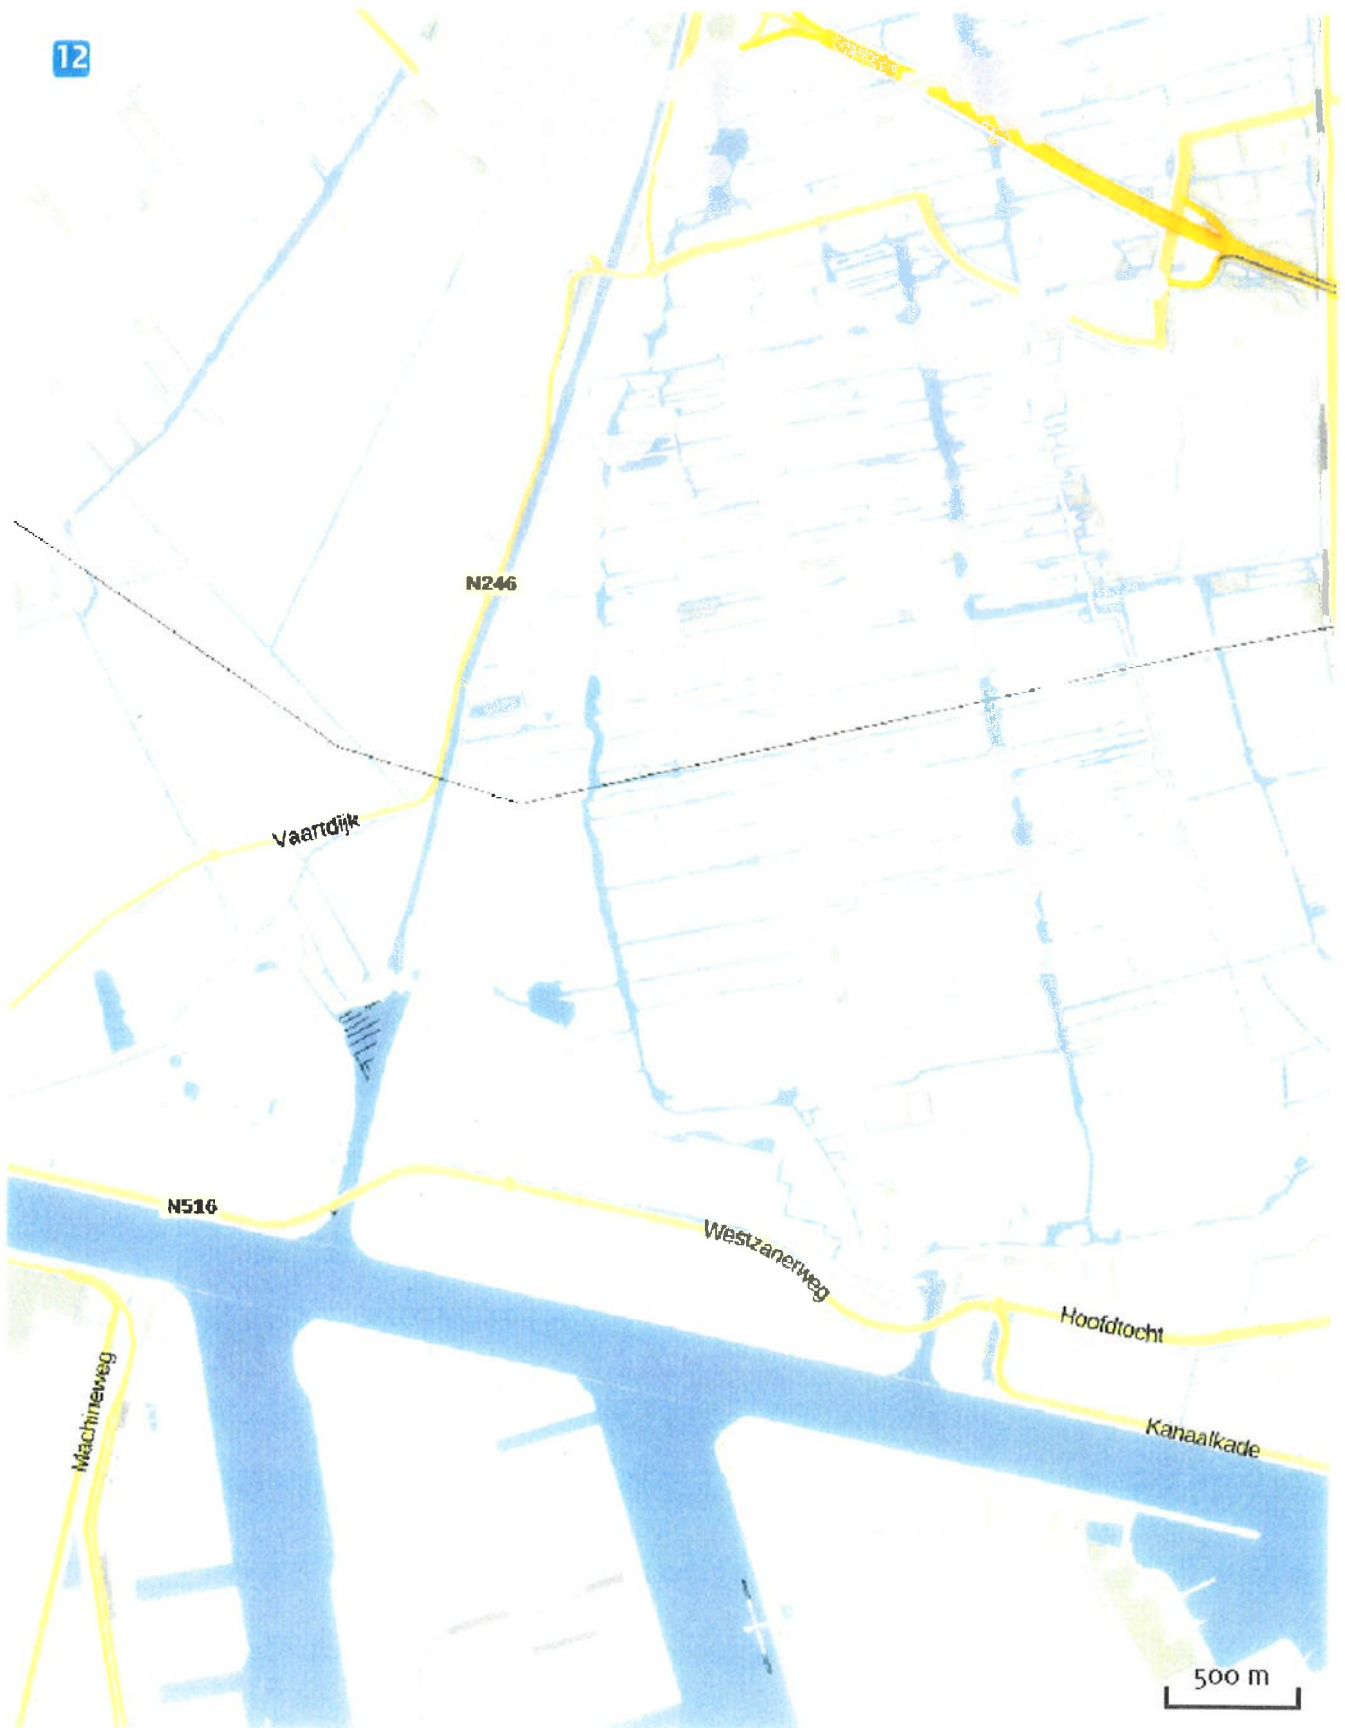 12
N246
Vaartdijk
N516
Westzanerweg
Hoofdtocht
Machineweg
Kanaalkade
500 m